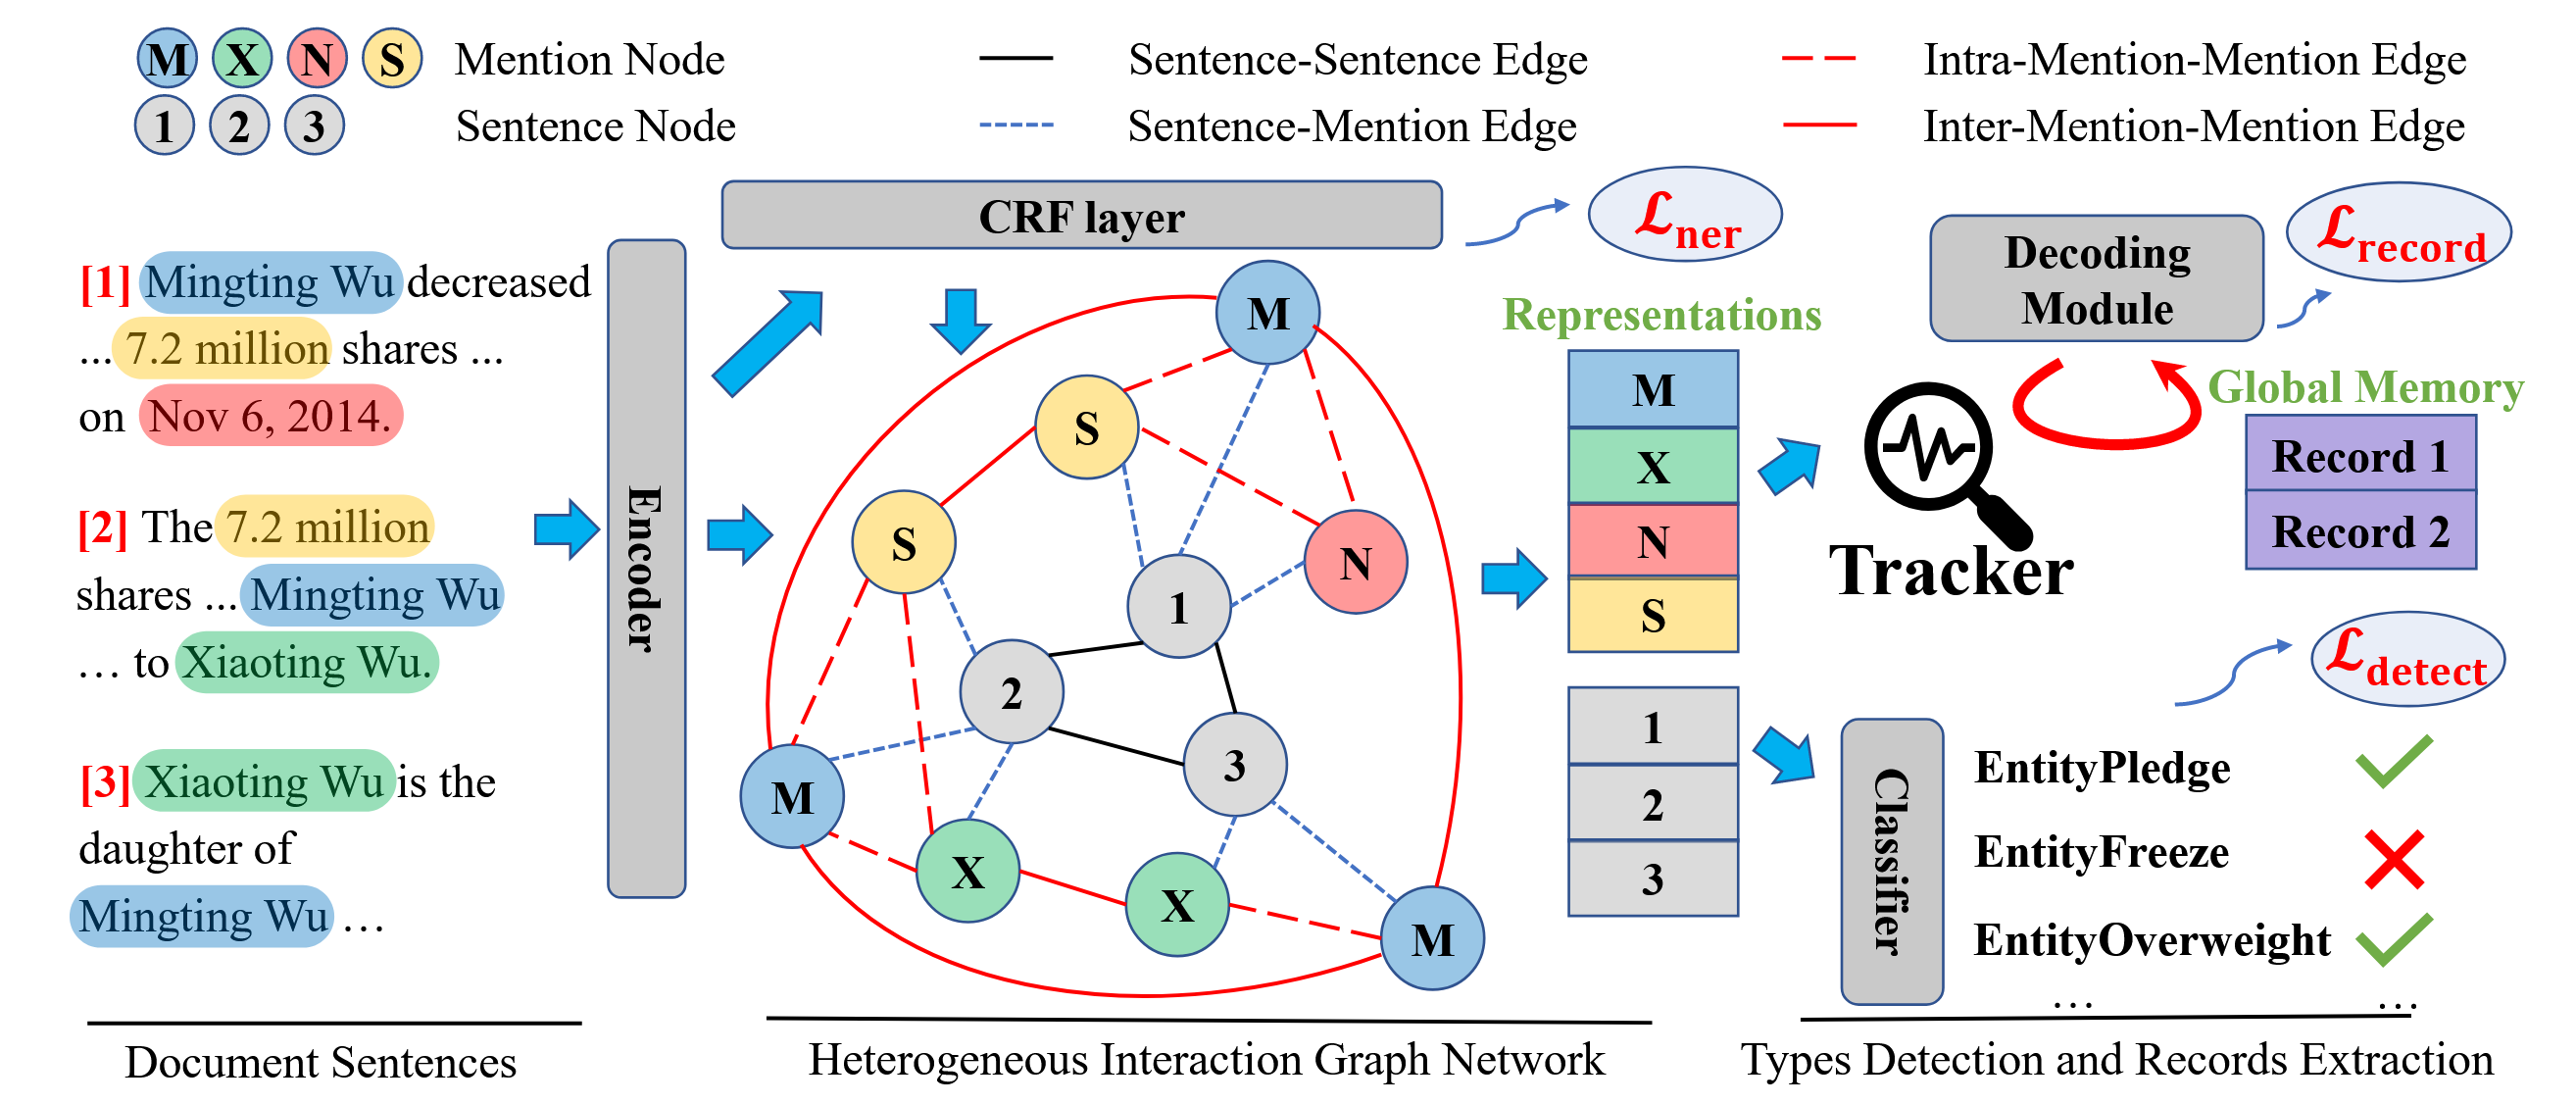 M X N S Mention Node
1 2 3 Sentence Node
Sentence-Sentence Edge
Sentence-Mention Edge
Intra-Mention-Mention Edge
Inter-Mention-Mention Edge
[1] Mingting Wu decreased
... 7.2 million shares ...
on Nov 6, 2014.
[2] The 7.2 million
shares ... Mingting Wu
... to Xiaoting Wu.
[3] Xiaoting Wu is the
daughter of
Mingting Wu ...
Document Sentences
Encoder
CRF layer
ℒner
M
S
S
N
1
2
3
M
X
X
M
Heterogeneous Interaction Graph Network
Representations
M
X
N
S
1
2
3
Decoding
Module
ℒrecord
Global Memory
Record 1
Record 2
Tracker
ℒdetect
Classifier
EntityPledge
EntityFreeze
EntityOverweight
... ...
Types Detection and Records Extraction